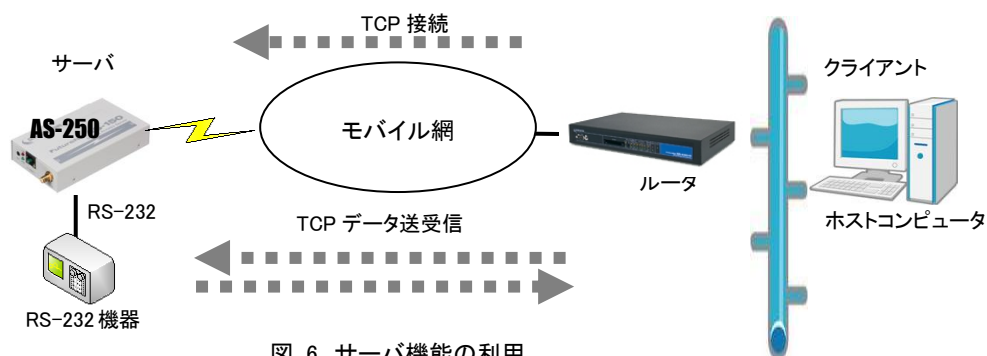 TCP 接続
サーバ
クライアント
AS-250
モバイル網
ルータ
RS-232
ホストコンピュータ
TCP データ送受信
RS-232 機器
図 6 サーバ機能の利用